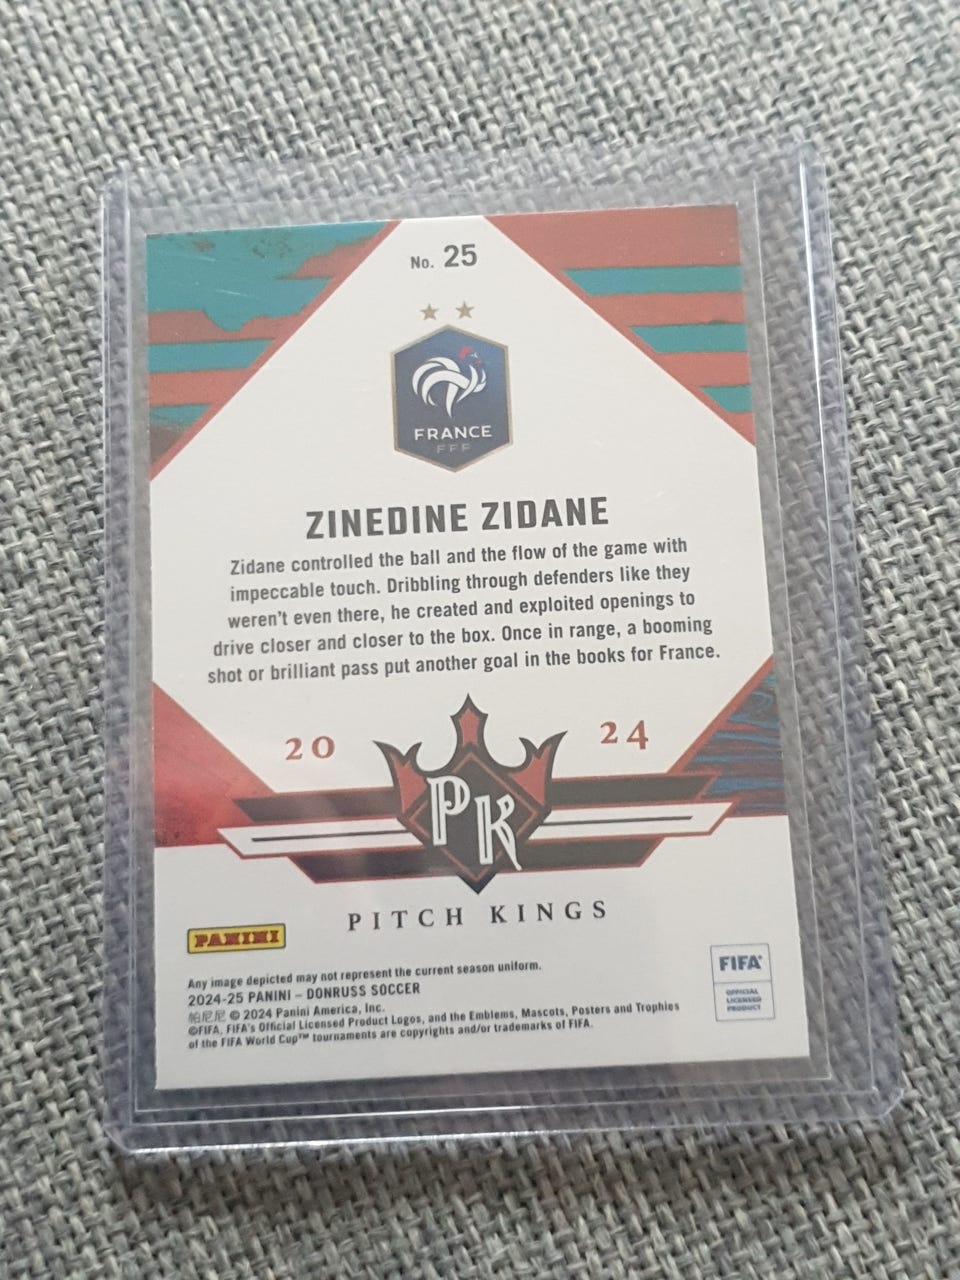 No. 25
FRANCE
FFF
ZINEDINE ZIDANE
Zidane controlled the ball and the flow of the game with
impeccable touch. Dribbling through defenders like they
weren't even there, he created and exploited openings to
drive closer and closer to the box. Once in range, a booming
shot or brilliant pass put another goal in the books for France.
20 24
PK
PITCH KINGS
PANINI
FIFA
OFFICIAL
LICENSED
PRODUCT
Any image depicted may not represent the current season uniform.
2024-25 PANINI – DONRUSS SOCCER
帕尼尼 © 2024 Panini America, Inc.
©FIFA, FIFA's Official Licensed Product Logos, and the Emblems, Mascots, Posters and Trophies
of the FIFA World Cup™ tournaments are copyrights and/or trademarks of FIFA.